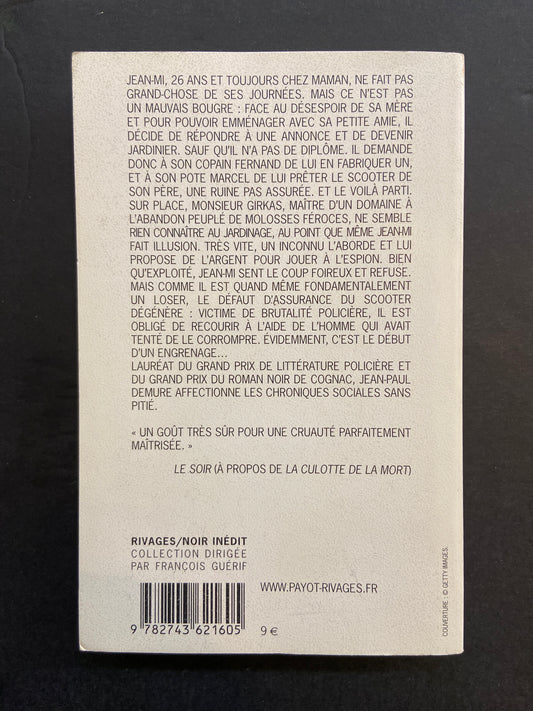 JEAN-MI, 26 ANS ET TOUJOURS CHEZ MAMAN, NE FAIT PAS
GRAND-CHOSE DE SES JOURNÉES. MAIS CE N'EST PAS
UN MAUVAIS BOUGRE : FACE AU DÉSESPOIR DE SA MÈRE
ET POUR POUVOIR EMMÉNAGER AVEC SA PETITE AMIE, IL
DÉCIDE DE RÉPONDRE À UNE ANNONCE ET DE DEVENIR
JARDINIER. SAUF QU'IL N'A PAS DE DIPLÔME. IL DEMANDE
DONC À SON COPAIN FERNAND DE LUI EN FABRIQUER UN,
ET À SON POTE MARCEL DE LUI PRÊTER LE SCOOTER DE
SON PÈRE, UNE RUINE PAS ASSURÉE. ET LE VOILÀ PARTI.
SUR PLACE, MONSIEUR GIRKAS, MAÎTRE D'UN DOMAINE À
L'ABANDON PEUPLÉ DE MOLOSSES FÉROCES, NE SEMBLE
RIEN CONNAÎTRE AU JARDINAGE, AU POINT QUE MÊME JEAN-MI
FAIT ILLUSION. TRÈS VITE, UN INCONNU L'ABORDE ET LUI
PROPOSE DE L'ARGENT POUR JOUER À L'ESPION. BIEN
QU'EXPLOITÉ, JEAN-MI SENT LE COUP FOIREUX ET REFUSE.
MAIS COMME IL EST QUAND MÊME FONDAMENTALEMENT
UN LOSER, LE DÉFAUT D'ASSURANCE DU SCOOTER
DÉGÉNÈRE : VICTIME DE BRUTALITÉ POLICIÈRE, IL EST
OBLIGÉ DE RECOURIR À L'AIDE DE L'HOMME QUI AVAIT
TENTÉ DE LE CORROMPRE. ÉVIDEMMENT, C'EST LE DÉBUT
D'UN ENGRENAGE...
LAURÉAT DU GRAND PRIX DE LITTÉRATURE POLICIÈRE ET
DU GRAND PRIX DU ROMAN NOIR DE COGNAC, JEAN-PAUL
DEMURE AFFECTIONNE LES CHRONIQUES SOCIALES SANS
PITIÉ.
« UN GOÛT TRÈS SÛR POUR UNE CRUAUTÉ PARFAITEMENT
MAÎTRISÉE. »
LE SOIR (À PROPOS DE LA CULOTTE DE LA MORT)
RIVAGES/NOIR INÉDIT
COLLECTION DIRIGÉE
PAR FRANÇOIS GUÉRIF
WWW.PAYOT-RIVAGES.FR
9 782743 621605
9 €
COUVERTURE : © GETTY IMAGES.